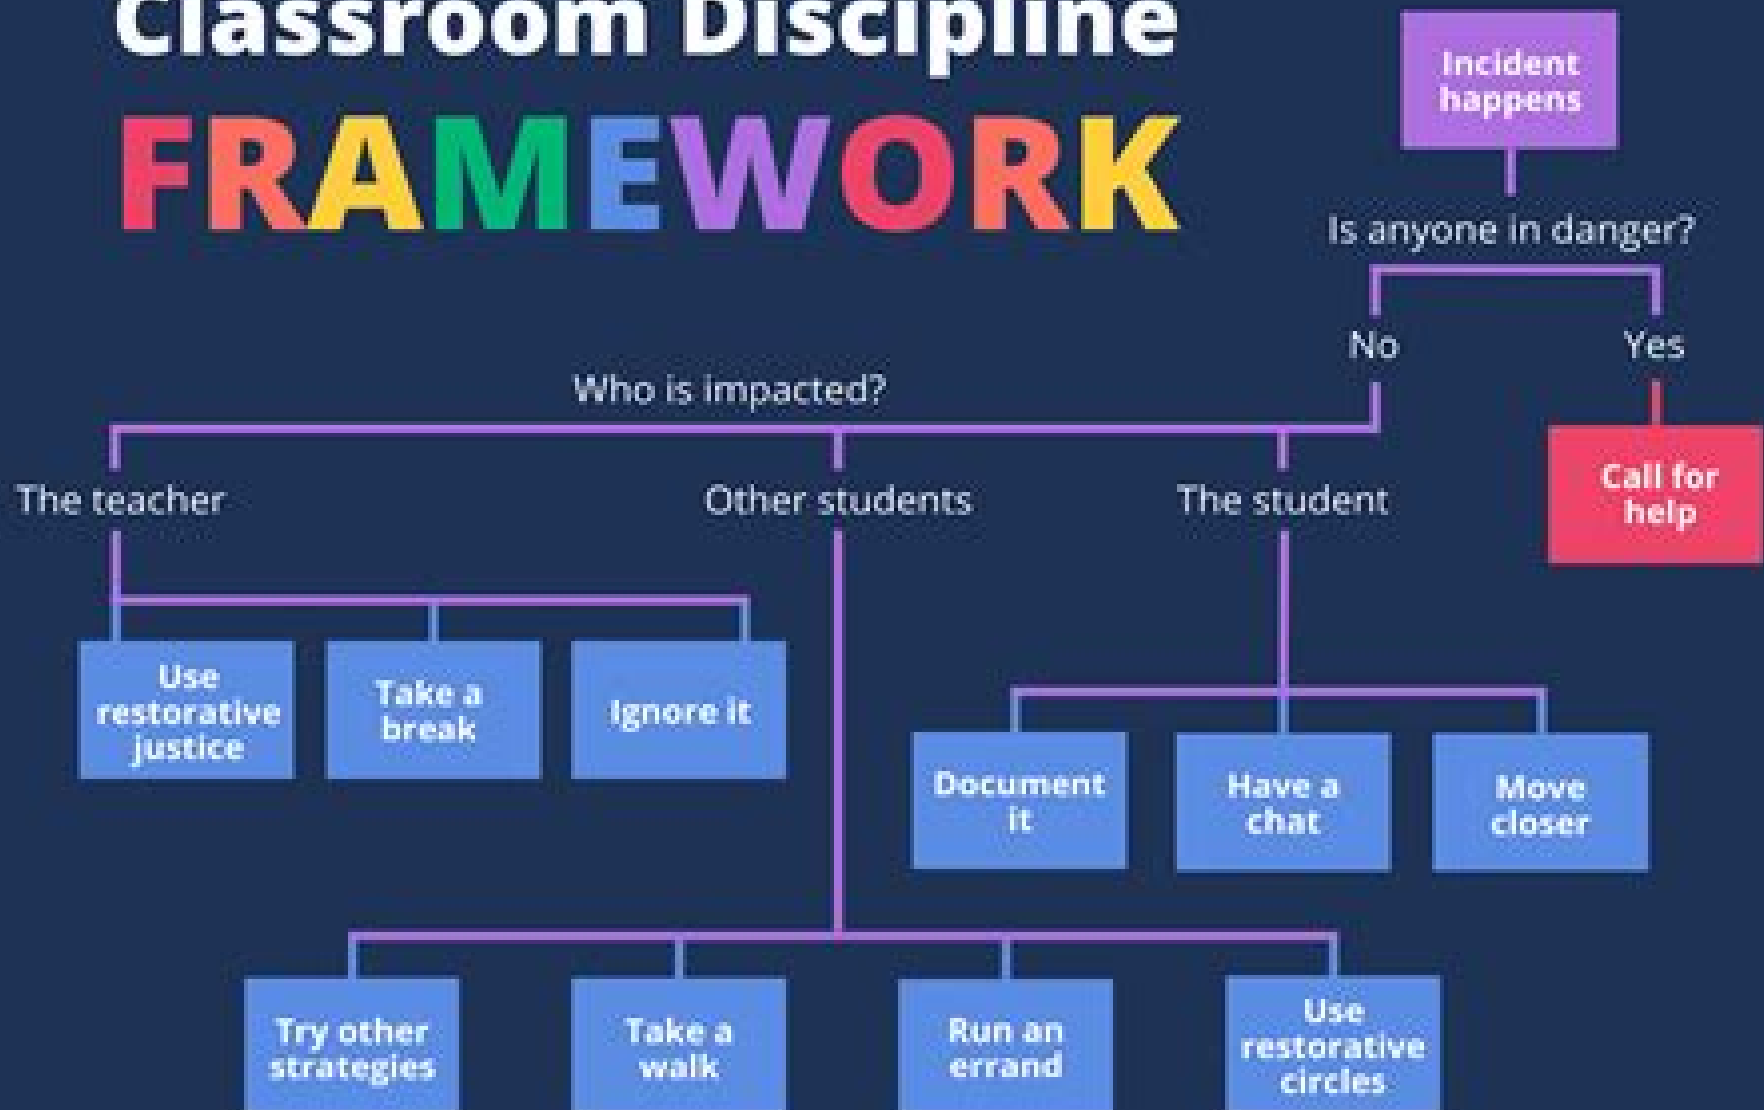 Classroom Discipline
FRAMEWORK
Incident
happens
Is anyone in danger?
No
Yes
Who is impacted?
Call for
help
The teacher
Other students
The student
Use
restorative
justice
Take a
break
Ignore it
Document
it
Have a
chat
Move
closer
Try other
strategies
Take a
walk
Run an
errand
Use
restorative
circles